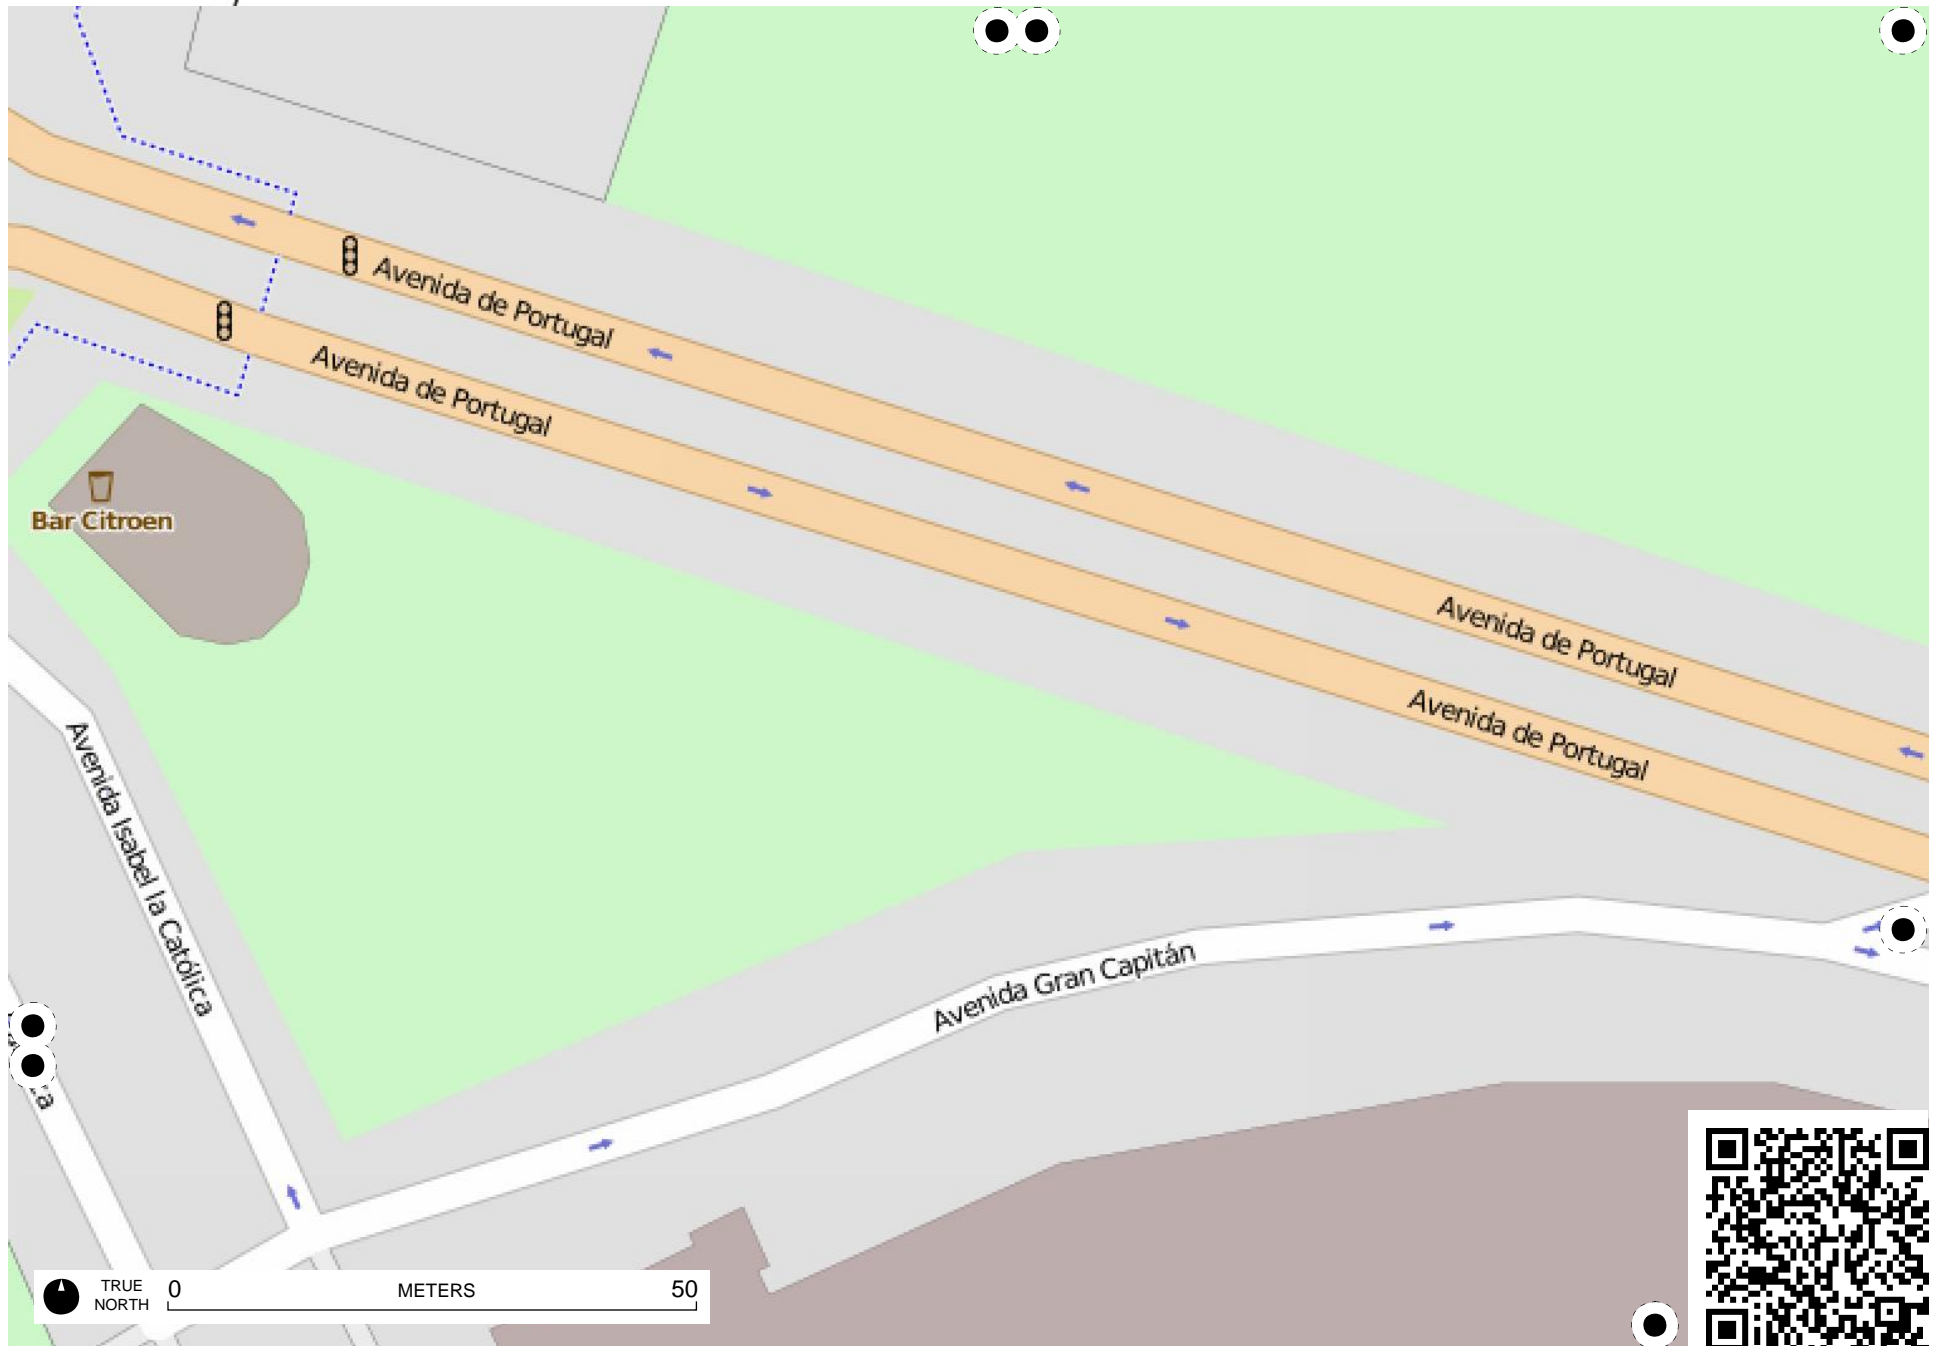 Avenida de Portugal
Avenida de Portugal
Bar Citroen
Avenida de Portugal
Avenida de Portugal
Avenida Isabel la Católica
Avenida Gran Capitán
TRUE NORTH
0 METERS 50